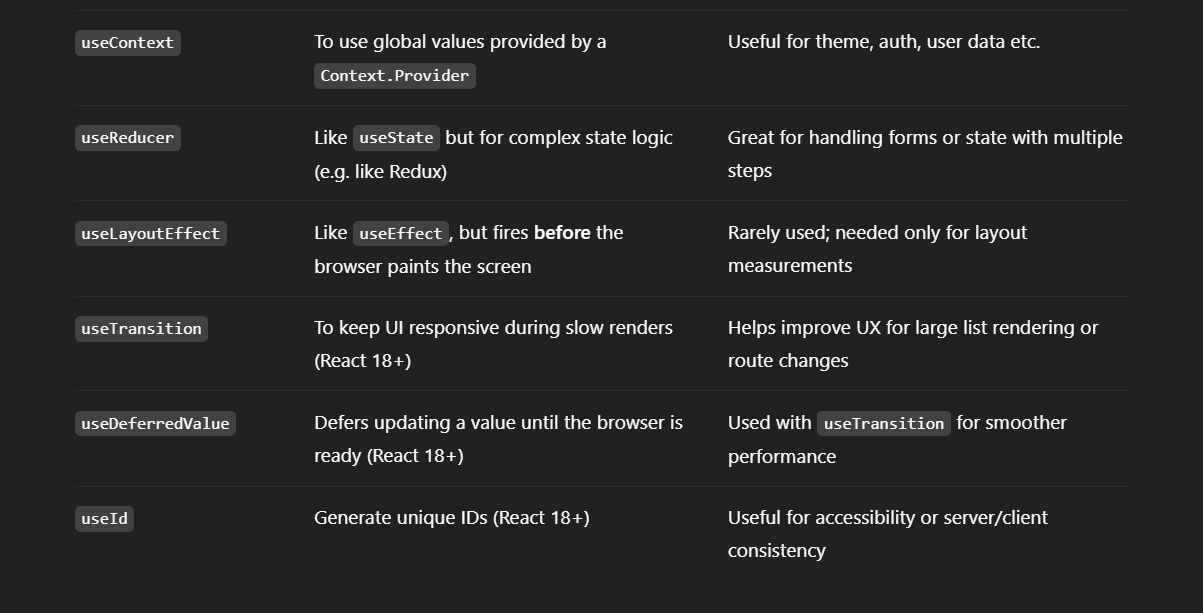 useContext
To use global values provided by a
Context.Provider
Useful for theme, auth, user data etc.
useReducer
Like useState but for complex state logic
(e.g. like Redux)
Great for handling forms or state with multiple
steps
useLayoutEffect
Like useEffect, but fires before the
browser paints the screen
Rarely used; needed only for layout
measurements
useTransition
To keep UI responsive during slow renders
(React 18+)
Helps improve UX for large list rendering or
route changes
useDeferredValue
Defers updating a value until the browser is
ready (React 18+)
Used with useTransition for smoother
performance
useId
Generate unique IDs (React 18+)
Useful for accessibility or server/client
consistency